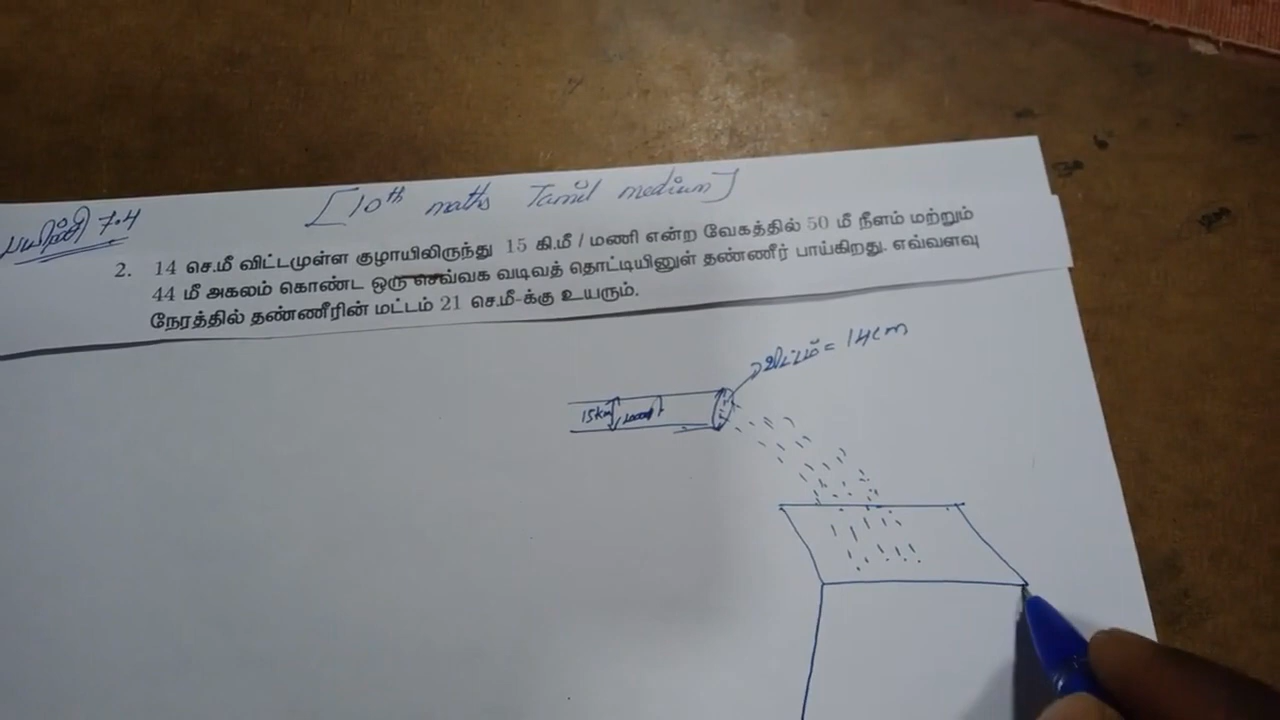 [10th maths Tamil medium]
பயிற்சி 7.4
2. 14 செ.மீ விட்டமுள்ள குழாயிலிருந்து 15 கி.மீ / மணி என்ற வேகத்தில் 50 மீ நீளம் மற்றும்
44 மீ அகலம் கொண்ட ஒரு செவ்வக வடிவத் தொட்டியினுள் தண்ணீர் பாய்கிறது. எவ்வளவு
நேரத்தில் தண்ணீரின் மட்டம் 21 செ.மீ-க்கு உயரும்.
விட்டம் = 14cm
15km